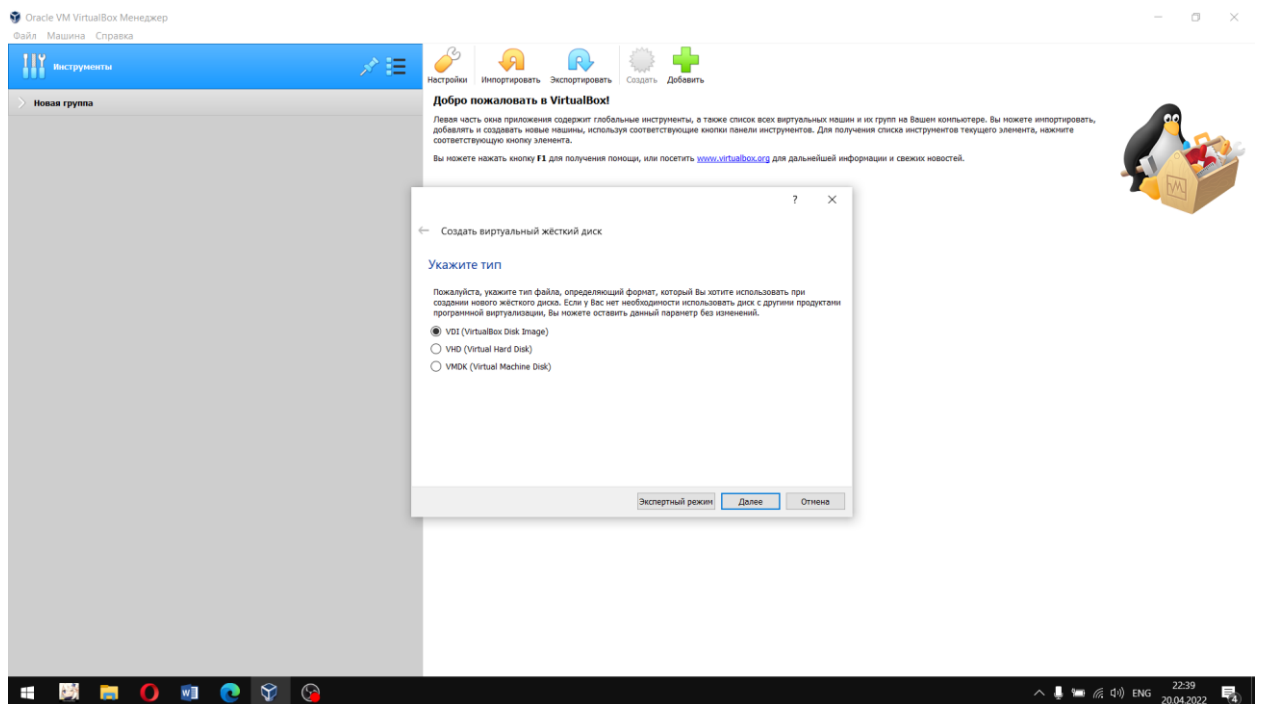 Oracle VM VirtualBox Менеджер
Файл Машина Справка
Инструменты
Настройки Импортировать Экспортировать Создать Добавить
Новая группа
Добро пожаловать в VirtualBox!
Левая часть окна приложения содержит глобальные инструменты, а также список всех виртуальных машин и их групп на Вашем компьютере. Вы можете импортировать,
добавлять и создавать новые машины, используя соответствующие кнопки панели инструментов. Для получения списка инструментов текущего элемента, нажмите
соответствующую кнопку элемента.
Вы можете нажать кнопку F1 для получения помощи, или посетить www.virtualbox.org для дальнейшей информации и свежих новостей.
?
Создать виртуальный жёсткий диск
Укажите тип
Пожалуйста, укажите тип файла, определяющий формат, который Вы хотите использовать при
создании нового жёсткого диска. Если у Вас нет необходимости использовать диск с другими продуктами
программной виртуализации, Вы можете оставить данный параметр без изменений.
VDI (VirtualBox Disk Image)
VHD (Virtual Hard Disk)
VMDK (Virtual Machine Disk)
Экспертный режим Далее Отмена
22:39
ENG
20.04.2022
4